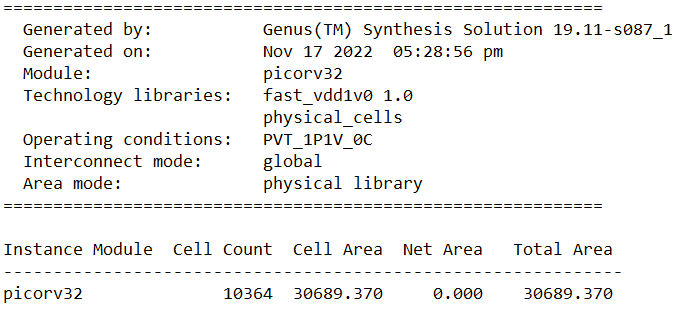 ============================================================
Generated by: Genus(TM) Synthesis Solution 19.11-s087_1
Generated on: Nov 17 2022 05:28:56 pm
Module: picorv32
Technology libraries: fast_vdd1v0 1.0
physical_cells
Operating conditions: PVT_1P1V_0C
Interconnect mode: global
Area mode: physical library
============================================================
Instance Module Cell Count Cell Area Net Area Total Area
--------------------------------------------------------------
picorv32 10364 30689.370 0.000 30689.370